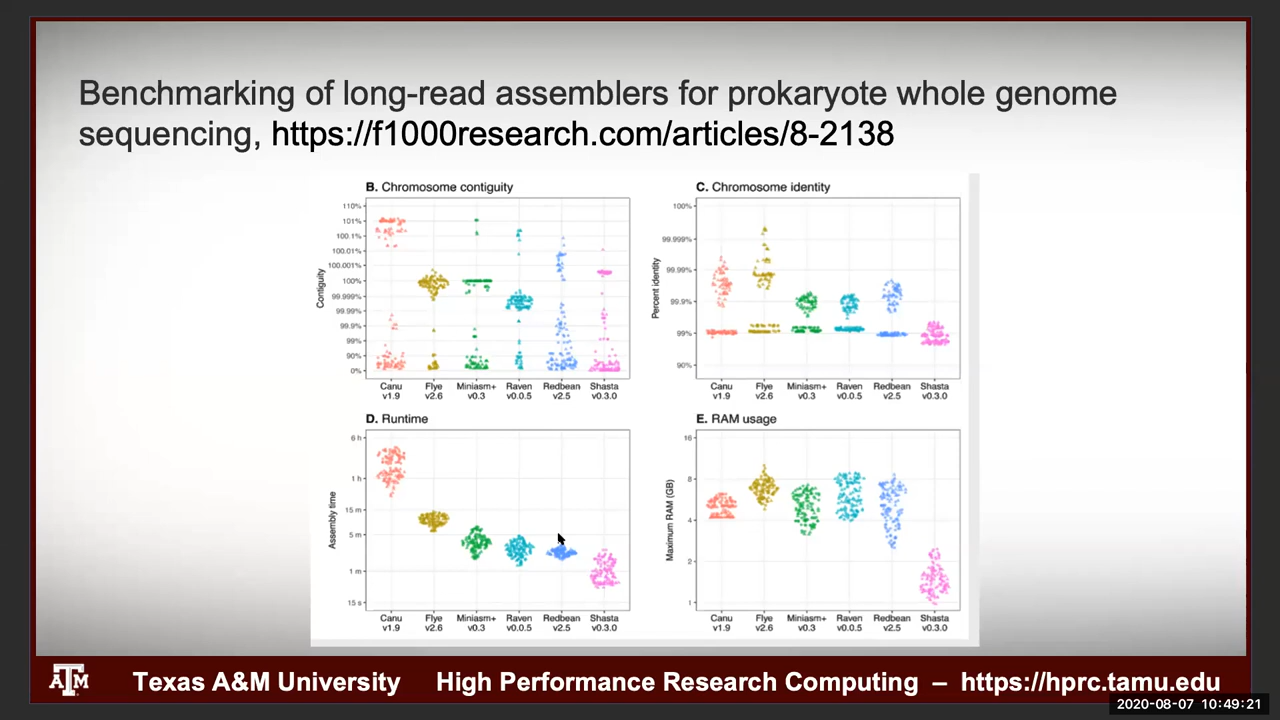 Benchmarking of long-read assemblers for prokaryote whole genome
sequencing, https://f1000research.com/articles/8-2138
B. Chromosome contiguity
110%
101%
100.1%
100.01%
100.001%
100%
99.999%
99.99%
99.9%
99%
90%
0%
Contiguity
Canu Flye Miniasm+ Raven Redbean Shasta
v1.9 v2.6 v0.3 v0.0.5 v2.5 v0.3.0
C. Chromosome identity
100%
99.999%
99.99%
99.9%
99%
90%
Percent identity
Canu Flye Miniasm+ Raven Redbean Shasta
v1.9 v2.6 v0.3 v0.0.5 v2.5 v0.3.0
D. Runtime
6 h
1 h
15 m
5 m
1 m
15 s
Assembly time
Canu Flye Miniasm+ Raven Redbean Shasta
v1.9 v2.6 v0.3 v0.0.5 v2.5 v0.3.0
E. RAM usage
16
8
4
2
1
Maximum RAM (GB)
Canu Flye Miniasm+ Raven Redbean Shasta
v1.9 v2.6 v0.3 v0.0.5 v2.5 v0.3.0
ATM Texas A&M University High Performance Research Computing – https://hprc.tamu.edu
2020-08-07 10:49:21